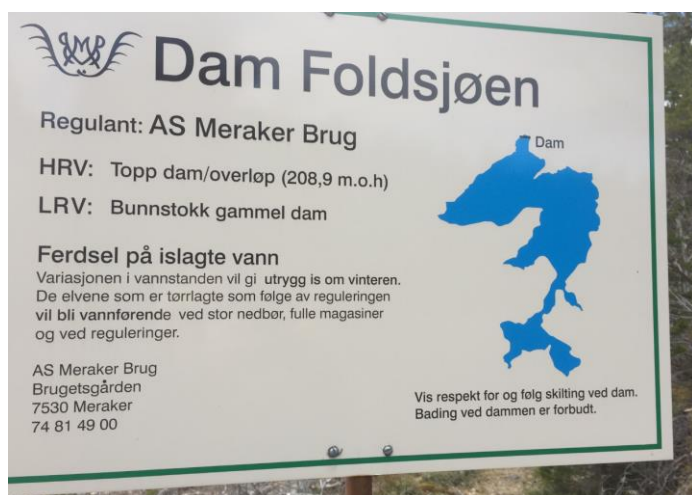 Dam Foldsjøen
Regulant: AS Meraker Brug
HRV: Topp dam/overløp (208,9 m.o.h)
LRV: Bunnstokk gammel dam
Dam
Ferdsel på islagte vann
Variasjonen i vannstanden vil gi utrygg is om vinteren.
De elvene som er tørrlagte som følge av reguleringen
vil bli vannførende ved stor nedbør, fulle magasiner
og ved reguleringer.
AS Meraker Brug
Brugetsgården
7530 Meraker
74 81 49 00
Vis respekt for og følg skilting ved dam.
Bading ved dammen er forbudt.